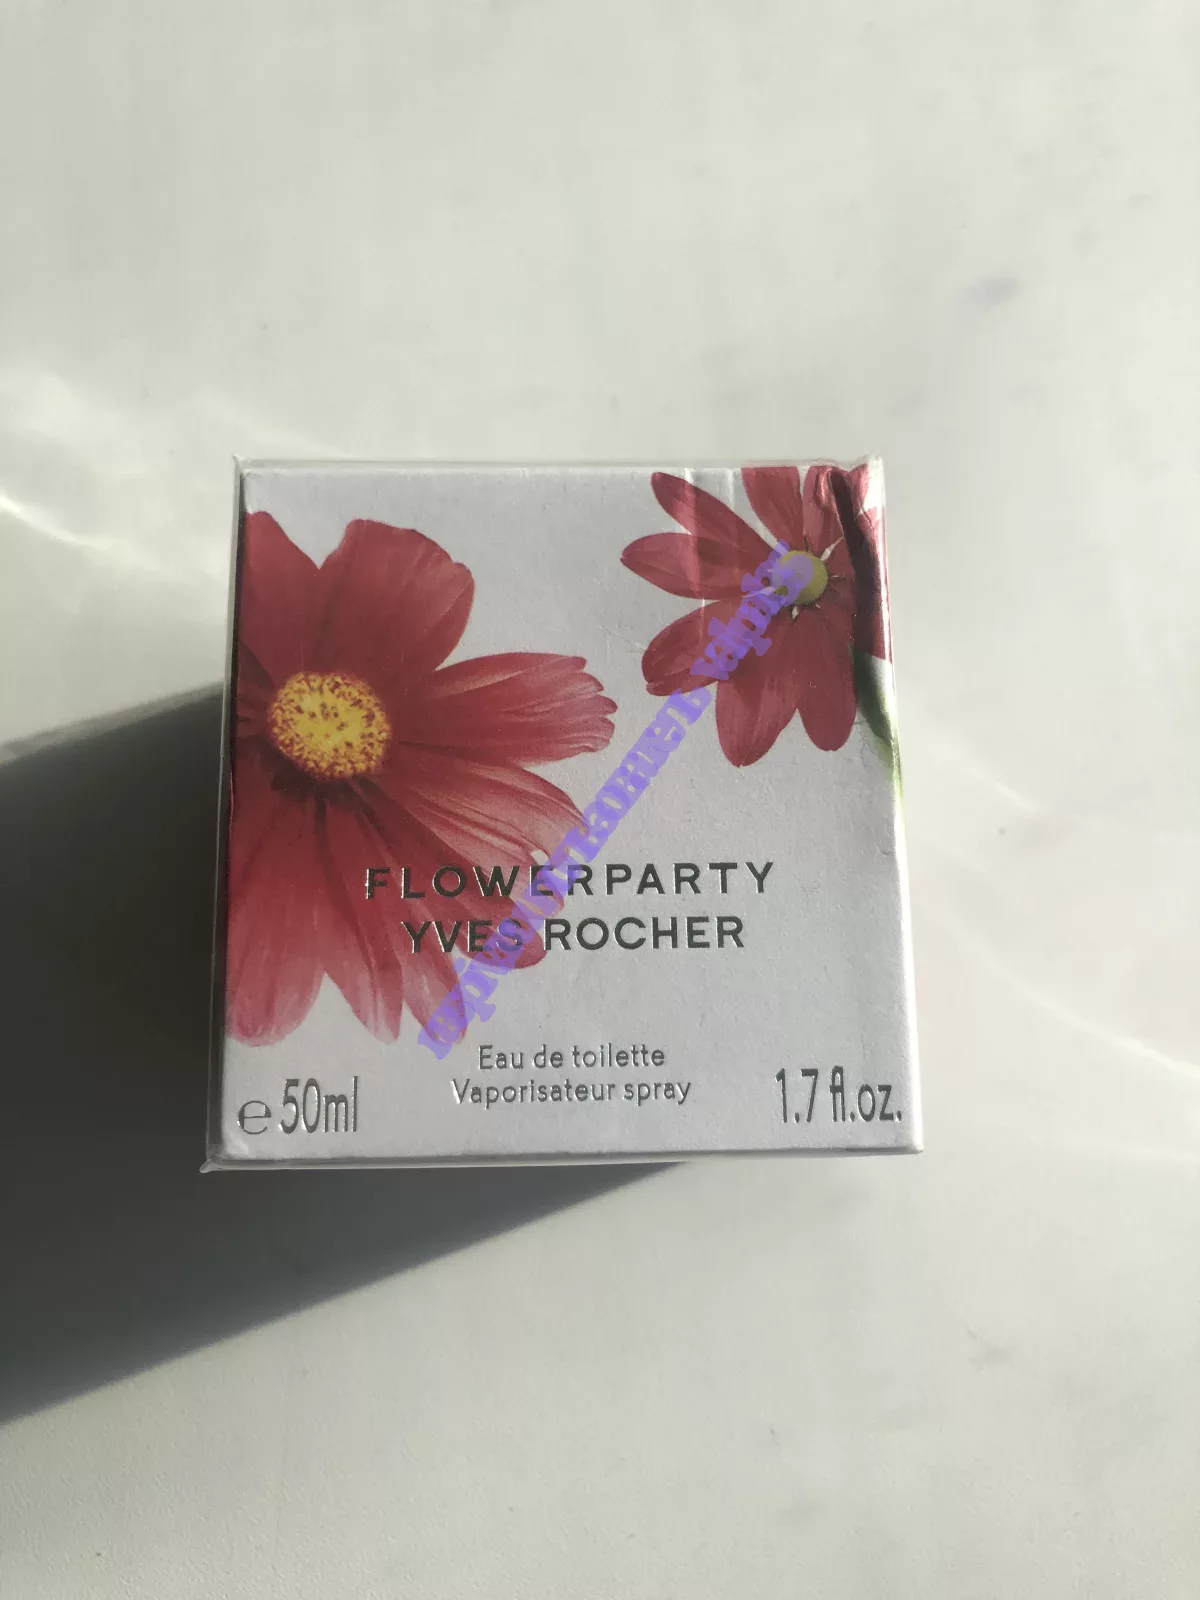 FLOWERPARTY
YVES ROCHER
Eau de toilette
Vaporisateur spray
℮ 50ml
1.7 fl.oz.